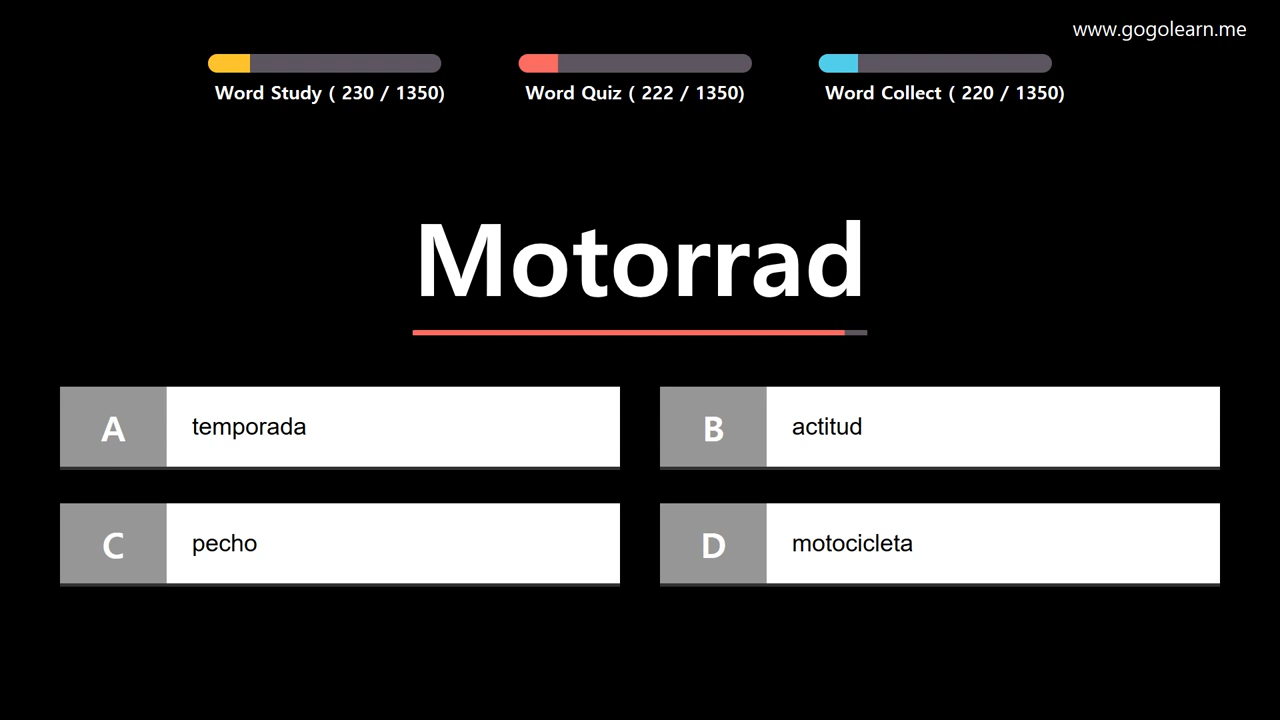 www.gogolearn.me
Word Study ( 230 / 1350)
Word Quiz ( 222 / 1350)
Word Collect ( 220 / 1350)
Motorrad
A temporada
B actitud
C pecho
D motocicleta